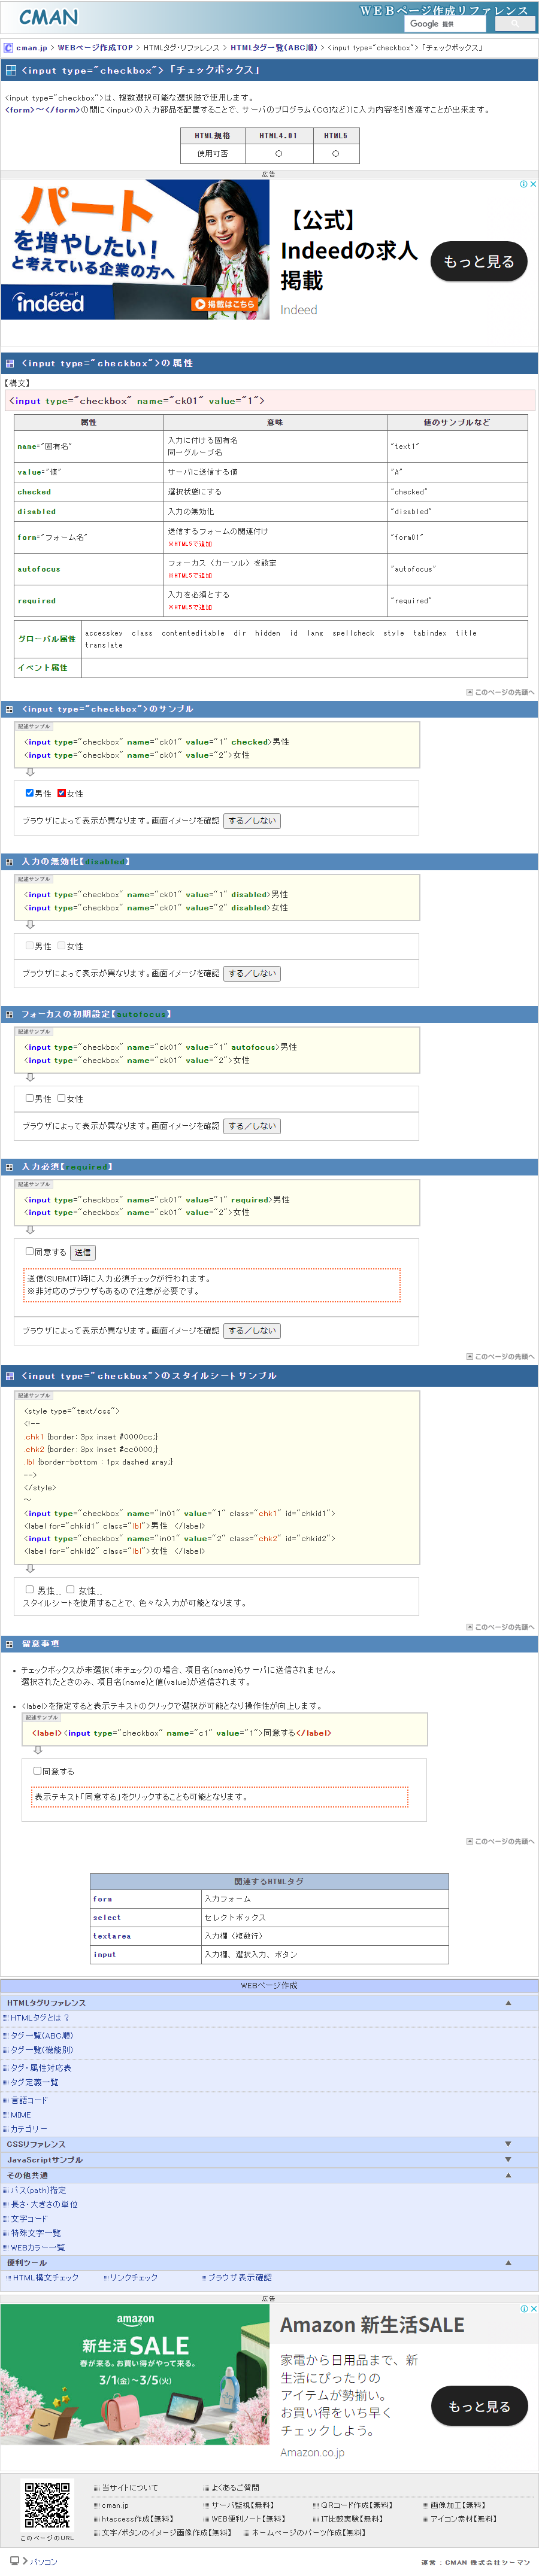 CMAN
WEBページ作成リファレンス
Google 提供
cman.jp > WEBページ作成TOP > HTMLタグ・リファレンス > HTMLタグ一覧(ABC順) > <input type="checkbox"> 「チェックボックス」
<input type="checkbox"> 「チェックボックス」
<input type="checkbox">は、複数選択可能な選択肢で使用します。
<form>～</form>の間に<input>の入力部品を配置することで、サーバのプログラム(CGIなど)に入力内容を引き渡すことが出来ます。
HTML規格 HTML4.01 HTML5
使用可否 ○ ○
広告
パートを増やしたい!
と考えている企業の方へ
インディード
indeed
掲載はこちら
【公式】
Indeedの求人
掲載
Indeed
もっと見る
<input type="checkbox">の属性
【構文】
<input type="checkbox" name="ck01" value="1">
属性 意味 値のサンプルなど
name="固有名" 入力に付ける固有名
同一グループ名 "text1"
value="値" サーバに送信する値 "A"
checked 選択状態にする "checked"
disabled 入力の無効化 "disabled"
form="フォーム名" 送信するフォームの関連付け
※HTML5で追加 "form01"
autofocus フォーカス(カーソル)を設定
※HTML5で追加 "autofocus"
required 入力を必須とする
※HTML5で追加 "required"
グローバル属性 accesskey class contenteditable dir hidden id lang spellcheck style tabindex title
translate
イベント属性
このページの先頭へ
<input type="checkbox">のサンプル
記述サンプル
<input type="checkbox" name="ck01" value="1" checked>男性
<input type="checkbox" name="ck01" value="2">女性
男性 女性
ブラウザによって表示が異なります。画面イメージを確認 する／しない
入力の無効化【disabled】
記述サンプル
<input type="checkbox" name="ck01" value="1" disabled>男性
<input type="checkbox" name="ck01" value="2" disabled>女性
男性 女性
ブラウザによって表示が異なります。画面イメージを確認 する／しない
フォーカスの初期設定【autofocus】
記述サンプル
<input type="checkbox" name="ck01" value="1" autofocus>男性
<input type="checkbox" name="ck01" value="2">女性
男性 女性
ブラウザによって表示が異なります。画面イメージを確認 する／しない
入力必須【required】
記述サンプル
<input type="checkbox" name="ck01" value="1" required>男性
<input type="checkbox" name="ck01" value="2">女性
同意する 送信
送信(SUBMIT)時に入力必須チェックが行われます。
※非対応のブラウザもあるので注意が必要です。
ブラウザによって表示が異なります。画面イメージを確認 する／しない
このページの先頭へ
<input type="checkbox">のスタイルシートサンプル
記述サンプル
<style type="text/css">
<!--
.chk1 {border: 3px inset #0000cc;}
.chk2 {border: 3px inset #cc0000;}
.lbl {border-bottom : 1px dashed gray;}
-->
</style>
～
<input type="checkbox" name="in01" value="1" class="chk1" id="chkid1">
<label for="chkid1" class="lbl">男性 </label>
<input type="checkbox" name="in01" value="2" class="chk2" id="chkid2">
<label for="chkid2" class="lbl">女性 </label>
男性 女性
スタイルシートを使用することで、色々な入力が可能となります。
このページの先頭へ
留意事項
• チェックボックスが未選択(未チェック)の場合、項目名(name)もサーバに送信されません。
選択されたときのみ、項目名(name)と値(value)が送信されます。
• <label>を指定すると表示テキストのクリックで選択が可能となり操作性が向上します。
記述サンプル
<label><input type="checkbox" name="c1" value="1">同意する</label>
同意する
表示テキスト「同意する」をクリックすることも可能となります。
このページの先頭へ
関連するHTMLタグ
form 入力フォーム
select セレクトボックス
textarea 入力欄(複数行)
input 入力欄、選択入力、ボタン
WEBページ作成
HTMLタグリファレンス ▲
HTMLタグとは？
タグ一覧(ABC順)
タグ一覧(機能別)
タグ・属性対応表
タグ定義一覧
言語コード
MIME
カテゴリー
CSSリファレンス ▼
JavaScriptサンプル ▼
その他共通 ▲
パス(path)指定
長さ・大きさの単位
文字コード
特殊文字一覧
WEBカラー一覧
便利ツール ▲
HTML構文チェック リンクチェック ブラウザ表示確認
広告
amazon
新生活
SALE
春が来る。お買い得がやって来る。
3/1(金)～3/5(火)
Amazon 新生活SALE
家電から日用品まで、新
生活にぴったりの
アイテムが勢揃い。
お買い得をいち早く
チェックしよう。
Amazon.co.jp
もっと見る
このページのURL
当サイトについて よくあるご質問
cman.jp サーバ監視【無料】 QRコード作成【無料】 画像加工【無料】
htaccess作成【無料】 WEB便利ノート【無料】 IT比較実験【無料】 アイコン素材【無料】
文字/ボタンのイメージ画像作成【無料】 ホームページのパーツ作成【無料】
> パソコン
運営 : CMAN 株式会社シーマン